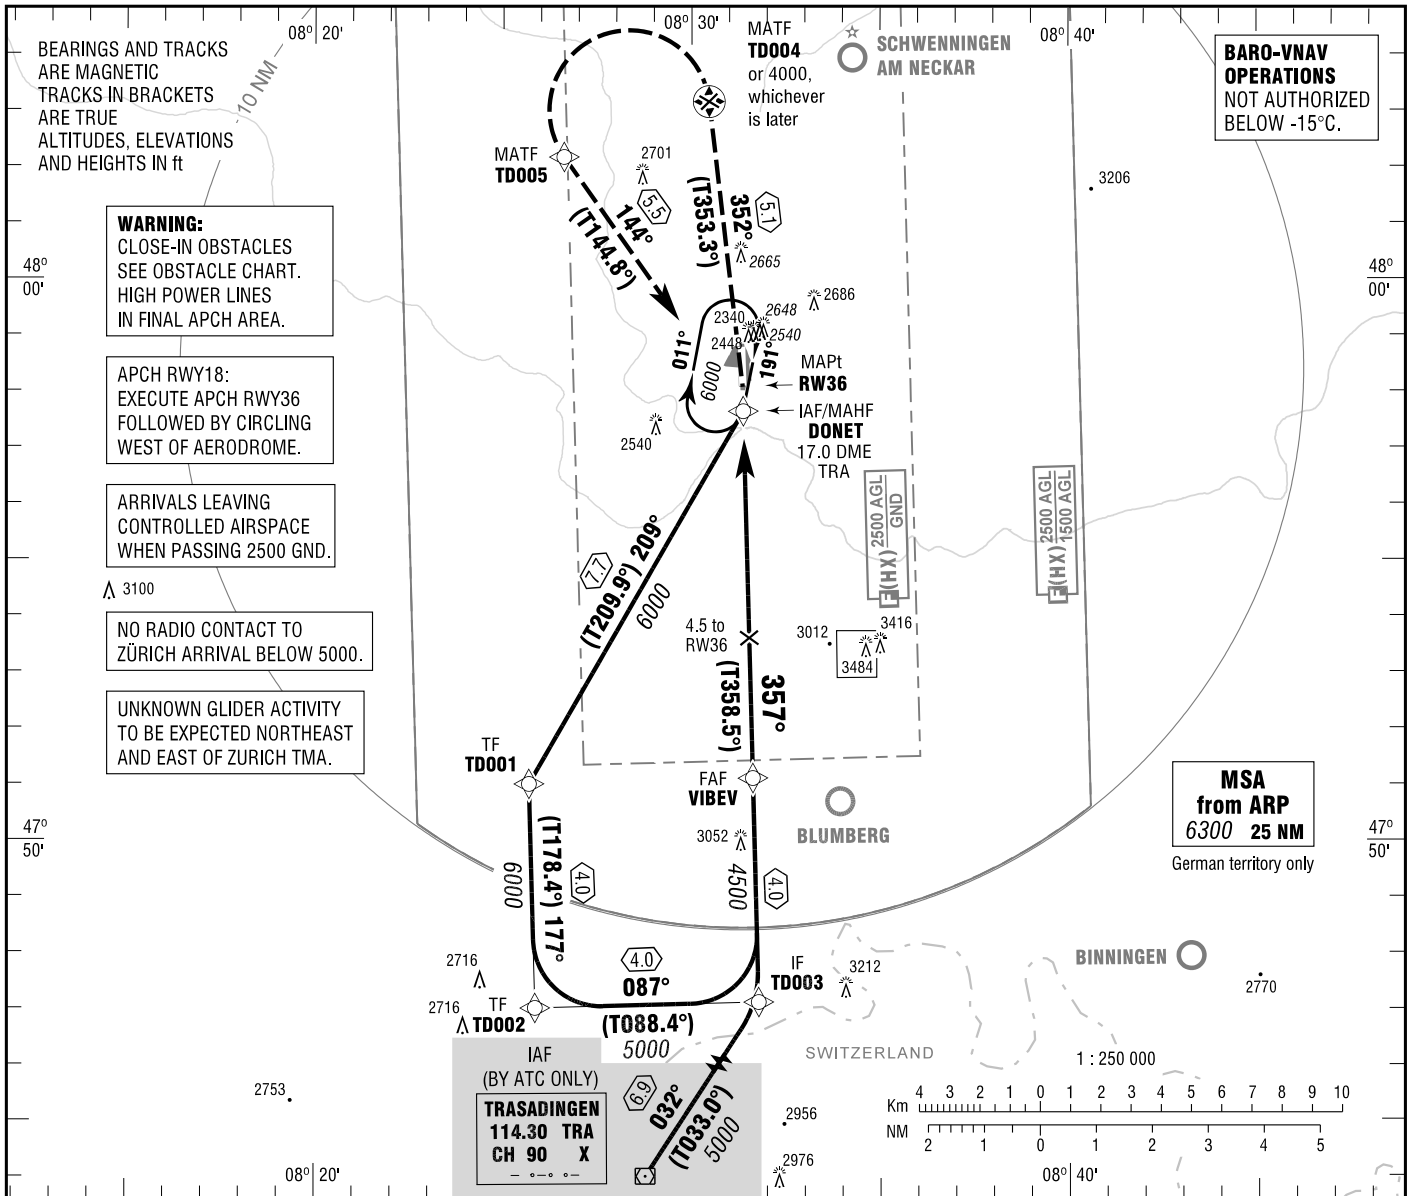 08° 20'
08° 30'
08° 40'
BEARINGS AND TRACKS
ARE MAGNETIC
TRACKS IN BRACKETS
ARE TRUE
ALTITUDES, ELEVATIONS
AND HEIGHTS IN ft
10 NM
MATF
TD004
or 4000,
whichever
is later
SCHWENNINGEN
AM NECKAR
BARO-VNAV
OPERATIONS
NOT AUTHORIZED
BELOW -15°C.
MATF
TD005
2701
5.5
144°
(T144.8°)
352°
(T353.3°)
5.1
2665
3206
WARNING:
CLOSE-IN OBSTACLES
SEE OBSTACLE CHART.
HIGH POWER LINES
IN FINAL APCH AREA.
48°
00'
48°
00'
2686
2648
2340
2540
2448
011°
6000
191°
MAPt
RW36
IAF/MAHF
DONET
17.0 DME
TRA
2540
APCH RWY18:
EXECUTE APCH RWY36
FOLLOWED BY CIRCLING
WEST OF AERODROME.
ARRIVALS LEAVING
CONTROLLED AIRSPACE
WHEN PASSING 2500 GND.
3100
NO RADIO CONTACT TO
ZÜRICH ARRIVAL BELOW 5000.
UNKNOWN GLIDER ACTIVITY
TO BE EXPECTED NORTHEAST
AND EAST OF ZURICH TMA.
F(HX) 2500 AGL
GND
F(HX) 2500 AGL
1500 AGL
7.7
(T209.9°) 209°
6000
4.5 to
RW36
357°
(T358.5°)
3012
3416
3484
TF
TD001
FAF
VIBEV
BLUMBERG
3052
MSA
from ARP
6300 25 NM
German territory only
47°
50'
47°
50'
(T178.4°) 177°
6000
4.0
4500
4.0
2716
2716
TF
TD002
4.0
087°
(T088.4°)
5000
IF
TD003
3212
BINNINGEN
2770
SWITZERLAND
IAF
(BY ATC ONLY)
TRASADINGEN
114.30 TRA
CH 90 X
6.9
032°
(T033.0°)
5000
2753
2956
2976
1 : 250 000
Km 4 3 2 1 0 1 2 3 4 5 6 7 8 9 10
NM 2 1 0 1 2 3 4 5
08° 20'
08° 40'